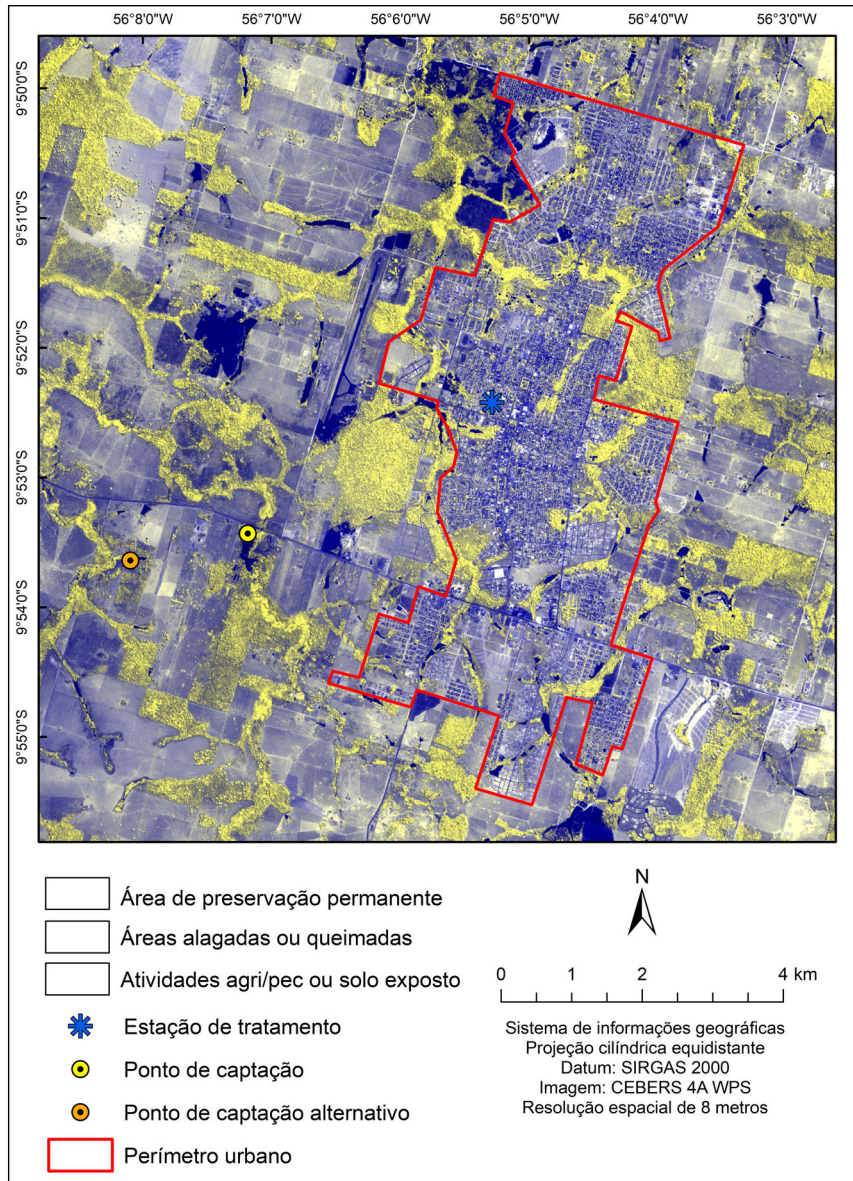 56°8'0"W 56°7'0"W 56°6'0"W 56°5'0"W 56°4'0"W 56°3'0"W
9°50'0"S
9°51'0"S
9°52'0"S
9°53'0"S
9°54'0"S
9°55'0"S
Área de preservação permanente
Áreas alagadas ou queimadas
Atividades agri/pec ou solo exposto
Estação de tratamento
Ponto de captação
Ponto de captação alternativo
Perímetro urbano
N
0 1 2 4 km
Sistema de informações geográficas
Projeção cilíndrica equidistante
Datum: SIRGAS 2000
Imagem: CEBERS 4A WPS
Resolução espacial de 8 metros